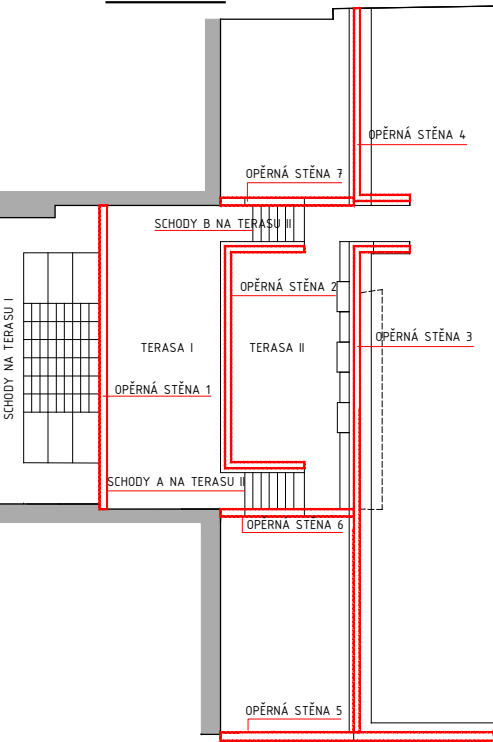 OPĚRNÁ STĚNA 4
OPĚRNÁ STĚNA 7
SCHODY B NA TERASU II
OPĚRNÁ STĚNA 2
SCHODY NA TERASU I
TERASA I
TERASA II
OPĚRNÁ STĚNA 3
OPĚRNÁ STĚNA 1
SCHODY A NA TERASU II
OPĚRNÁ STĚNA 6
OPĚRNÁ STĚNA 5